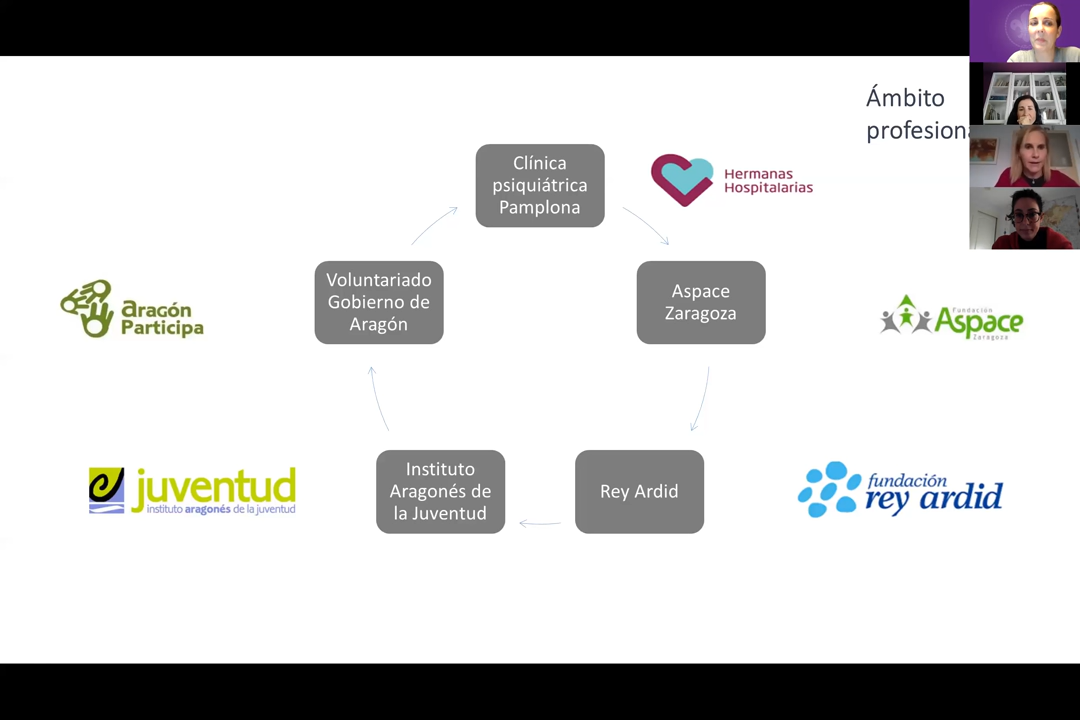 Ámbito
profesional
Clínica
psiquiátrica
Pamplona
Hermanas
Hospitalarias
Voluntariado
Gobierno de
Aragón
Aspace
Zaragoza
aragón
Participa
Fundación
Aspace
Zaragoza
Instituto
Aragonés de
la Juventud
Rey Ardid
juventud
instituto aragonés de la juventud
fundación
rey ardid